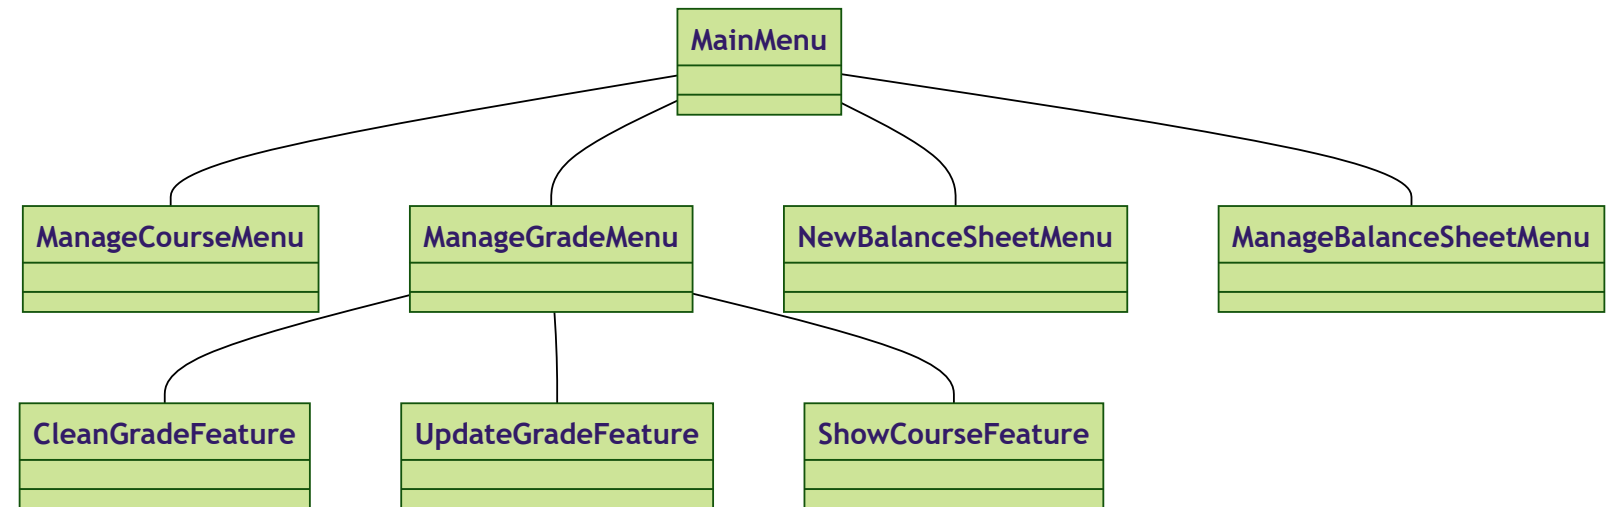 MainMenu
ManageCourseMenu
ManageGradeMenu
NewBalanceSheetMenu
ManageBalanceSheetMenu
CleanGradeFeature
UpdateGradeFeature
ShowCourseFeature